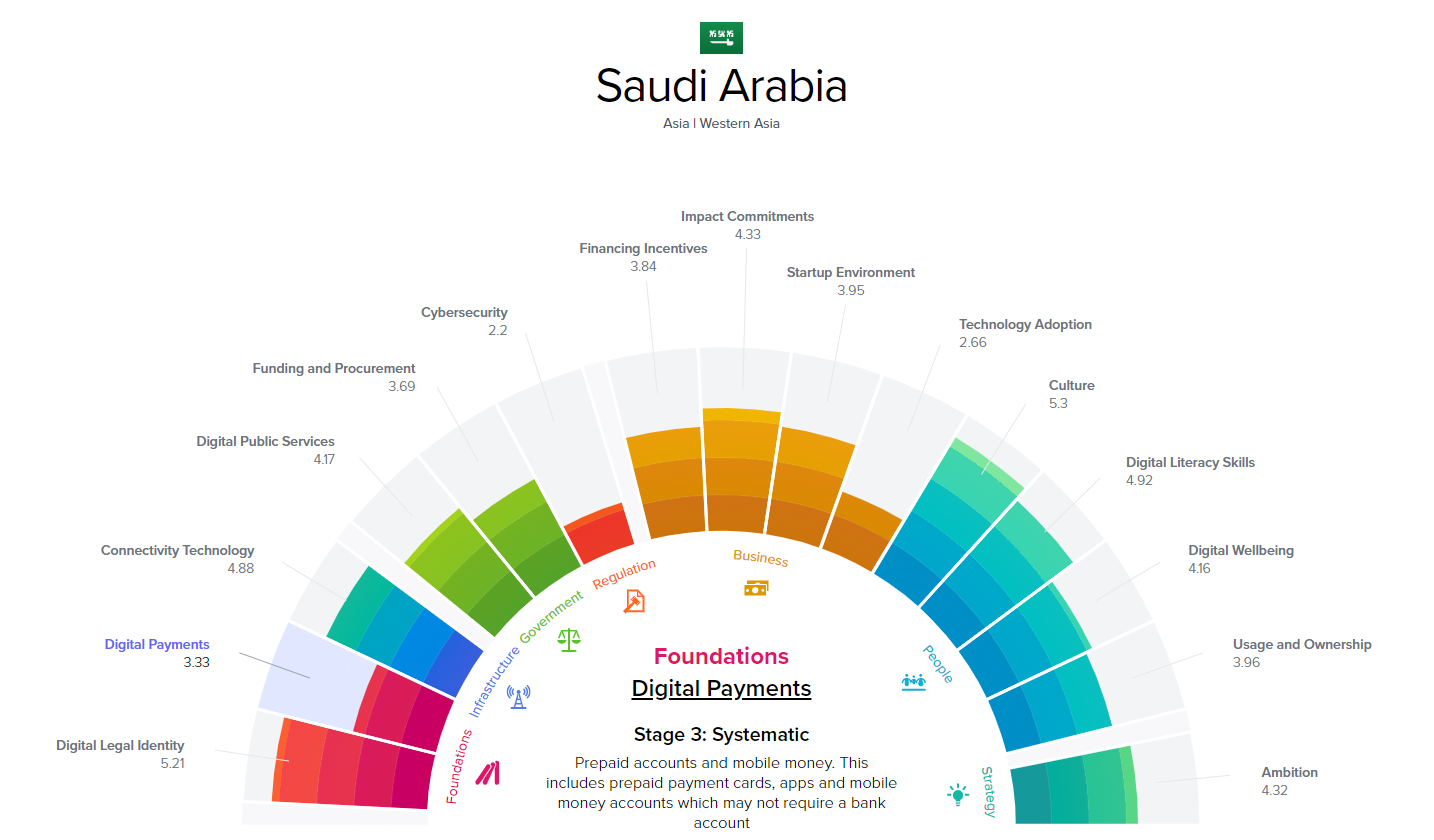 Saudi Arabia
Asia | Western Asia
Impact Commitments
4.33
Financing Incentives
3.84
Startup Environment
3.95
Cybersecurity
2.2
Technology Adoption
2.66
Funding and Procurement
3.69
Culture
5.3
Digital Public Services
4.17
Digital Literacy Skills
4.92
Connectivity Technology
4.88
Digital Wellbeing
4.16
Digital Payments
3.33
Usage and Ownership
3.96
Digital Legal Identity
5.21
Ambition
4.32
Foundations
Infrastructure
Government
Regulation
Business
People
Strategy
Foundations
Digital Payments
Stage 3: Systematic
Prepaid accounts and mobile money. This
includes prepaid payment cards, apps and mobile
money accounts which may not require a bank
account